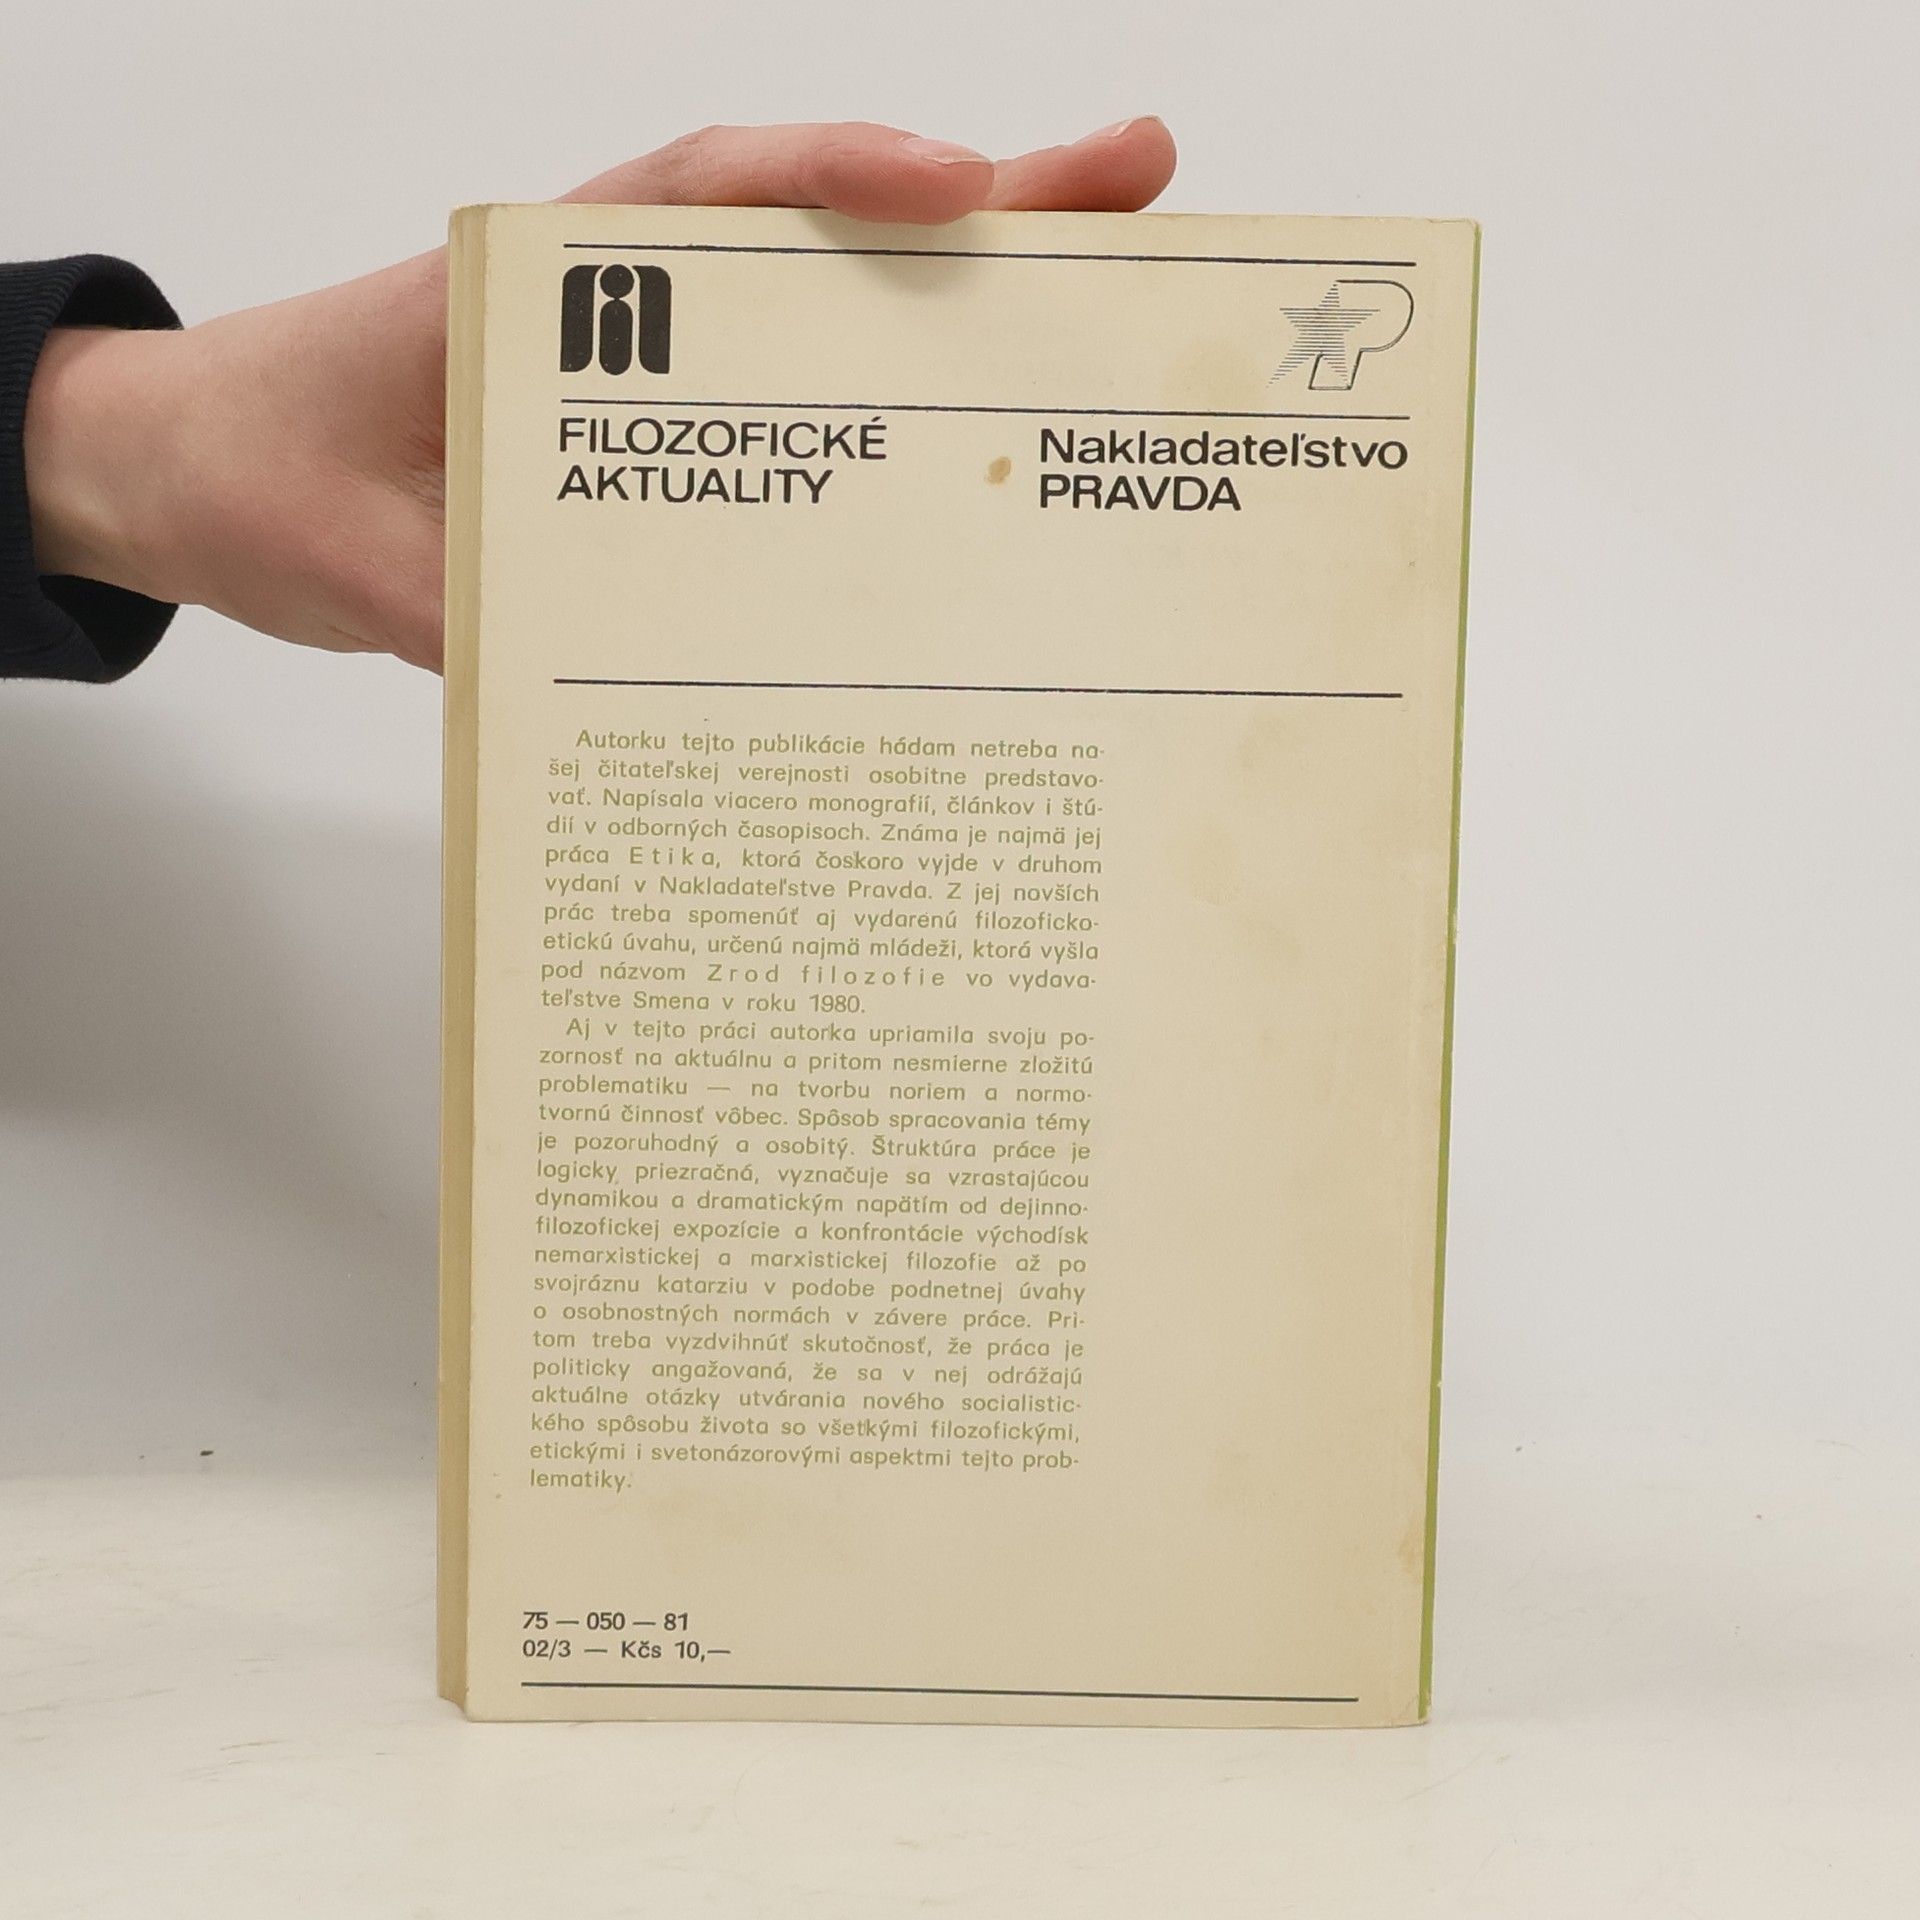 FILOZOFICKÉ
AKTUALITY
Nakladateľstvo
PRAVDA
Autorku tejto publikácie hádam netreba na-
šej čitateľskej verejnosti osobitne predstavo-
vať. Napísala viacero monografií, článkov i štú-
dií v odborných časopisoch. Známa je najmä jej
práca Etika, ktorá čoskoro vyjde v druhom
vydaní v Nakladateľstve Pravda. Z jej novších
prác treba spomenúť aj vydarenú filozoficko-
etickú úvahu, určenú najmä mládeži, ktorá vyšla
pod názvom Zrod filozofie vo vydava-
teľstve Smena v roku 1980.
Aj v tejto práci autorka upriamila svoju po-
zornosť na aktuálnu a pritom nesmierne zložitú
problematiku — na tvorbu noriem a normo-
tvornú činnosť vôbec. Spôsob spracovania témy
je pozoruhodný a osobitý. Štruktúra práce je
logicky priezračná, vyznačuje sa vzrastajúcou
dynamikou a dramatickým napätím od dejinno-
filozofickej expozície a konfrontácie východísk
nemarxistickej a marxistickej filozofie až po
svojráznu katarziu v podobe podnetnej úvahy
o osobnostných normách v závere práce. Pri-
tom treba vyzdvihnúť skutočnosť, že práca je
politicky angažovaná, že sa v nej odrážajú
aktuálne otázky utvárania nového socialistic-
kého spôsobu života so všetkými filozofickými,
etickými i svetonázorovými aspektmi tejto prob-
lematiky.
75 — 050 — 81
02/3 — Kčs 10,—